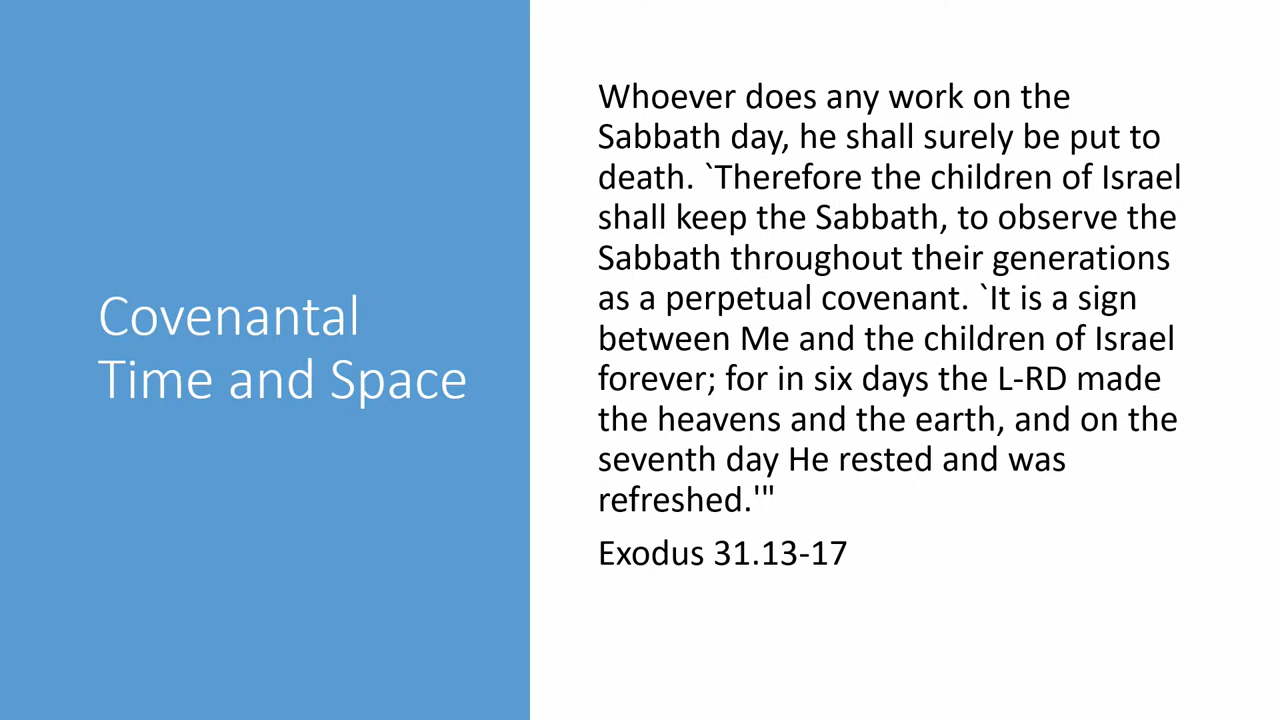 Covenantal
Time and Space
Whoever does any work on the
Sabbath day, he shall surely be put to
death. `Therefore the children of Israel
shall keep the Sabbath, to observe the
Sabbath throughout their generations
as a perpetual covenant. `It is a sign
between Me and the children of Israel
forever; for in six days the L-RD made
the heavens and the earth, and on the
seventh day He rested and was
refreshed.'"
Exodus 31.13-17